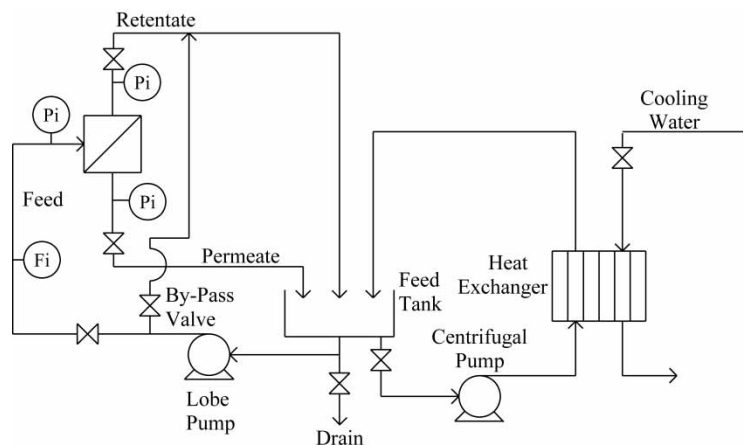 Retentate
Pi
Pi
Cooling
Water
Feed
Pi
Fi
Permeate
Feed
Tank
Heat
Exchanger
By-Pass
Valve
Centrifugal
Pump
Lobe
Pump
Drain